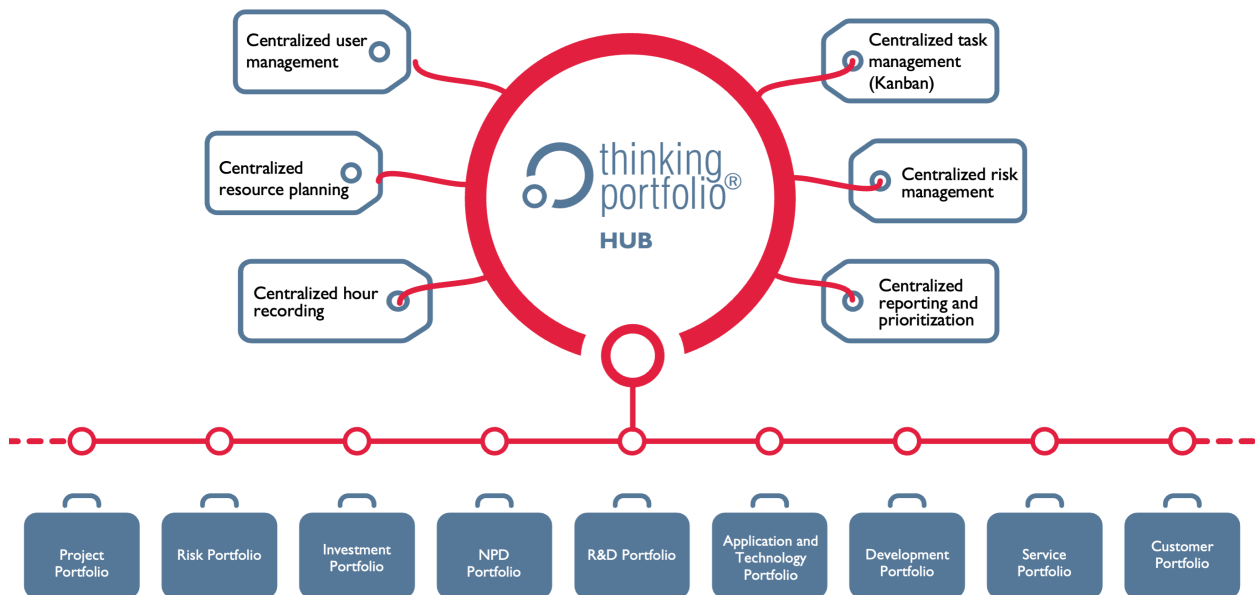 Centralized user
management
Centralized task
management
(Kanban)
thinking
portfolio®
HUB
Centralized
resource planning
Centralized risk
management
Centralized hour
recording
Centralized
reporting and
prioritization
Project
Portfolio
Risk Portfolio
Investment
Portfolio
NPD
Portfolio
R&D Portfolio
Application and
Technology
Portfolio
Development
Portfolio
Service
Portfolio
Customer
Portfolio